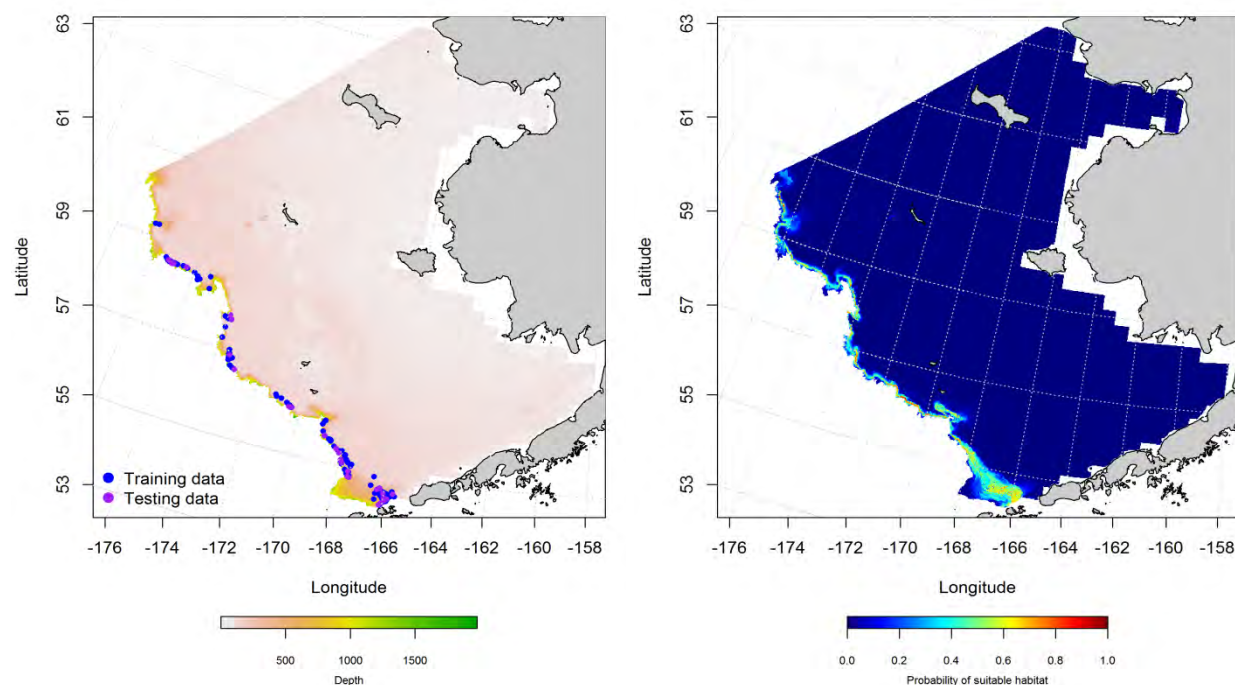 63
61
59
57
55
53
Latitude
Training data
Testing data
-176 -174 -172 -170 -168 -166 -164 -162 -160 -158
Longitude
500 1000 1500
Depth
63
61
59
57
55
53
Latitude
-176 -174 -172 -170 -168 -166 -164 -162 -160 -158
Longitude
0.0 0.2 0.4 0.6 0.8 1.0
Probability of suitable habitat